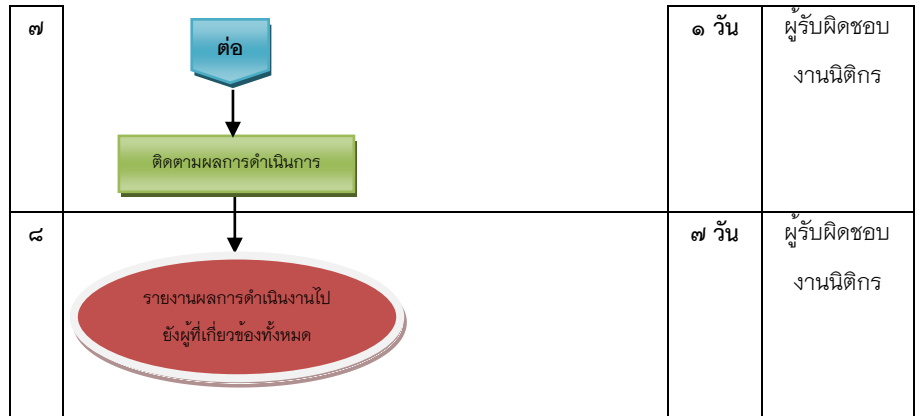 ๗
ต่อ
ติดตามผลการดำเนินการ
๑ วัน
ผู้รับผิดชอบ
งานนิติกร
๘
รายงานผลการดำเนินงานไป
ยังผู้ที่เกี่ยวข้องทั้งหมด
๗ วัน
ผู้รับผิดชอบ
งานนิติกร